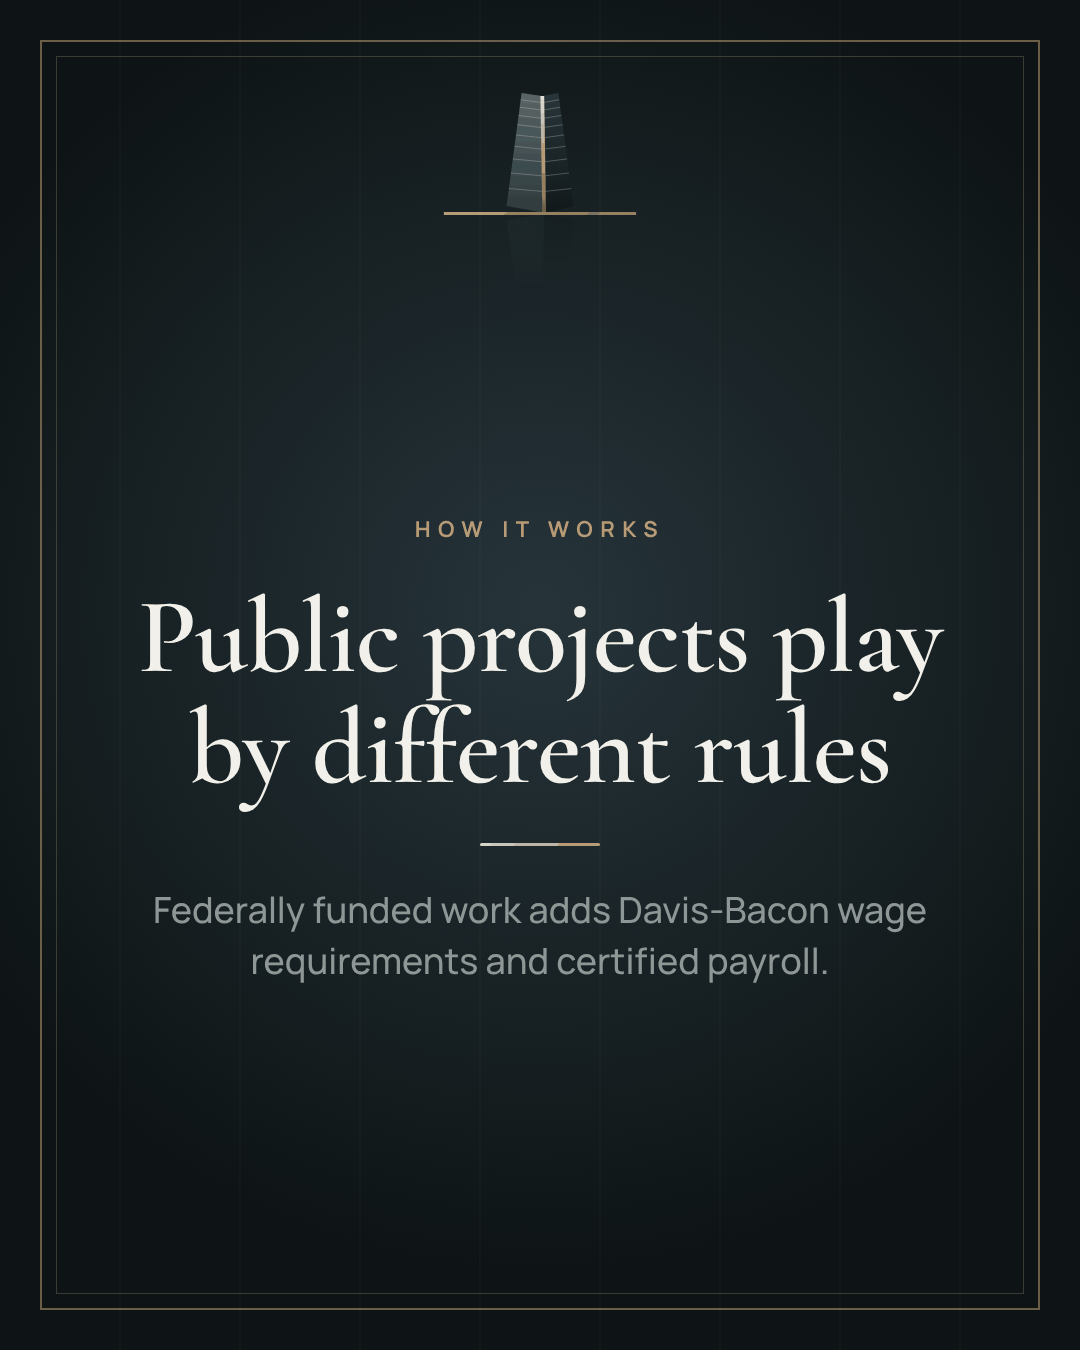 HOW IT WORKS
Public projects play
by different rules
Federally funded work adds Davis-Bacon wage
requirements and certified payroll.